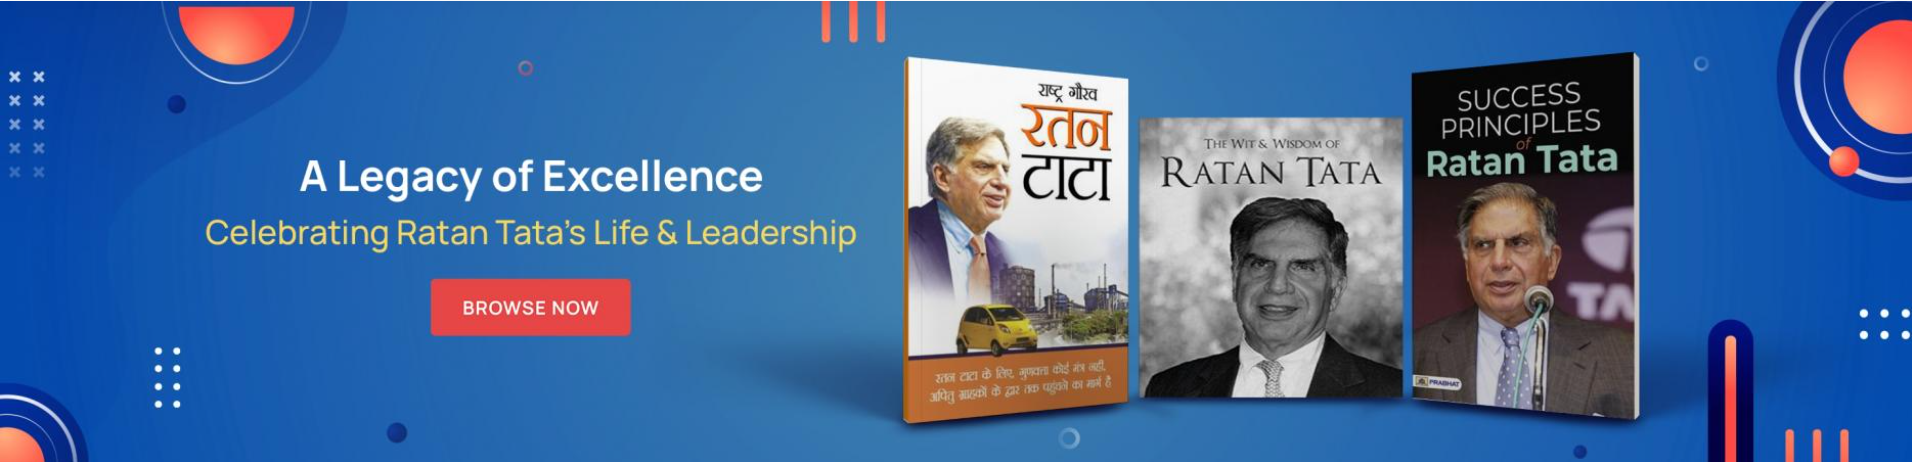 A Legacy of Excellence
Celebrating Ratan Tata's Life & Leadership
BROWSE NOW
राष्ट्र गौरव
रतन
टाटा
रतन टाटा के लिए, गुणवत्ता कोई मंत्र नहीं,
अपितु ग्राहकों के द्वार तक पहुंचने का मार्ग है
THE WIT & WISDOM OF
RATAN TATA
SUCCESS
PRINCIPLES
of
Ratan Tata
TA
PRABHAT